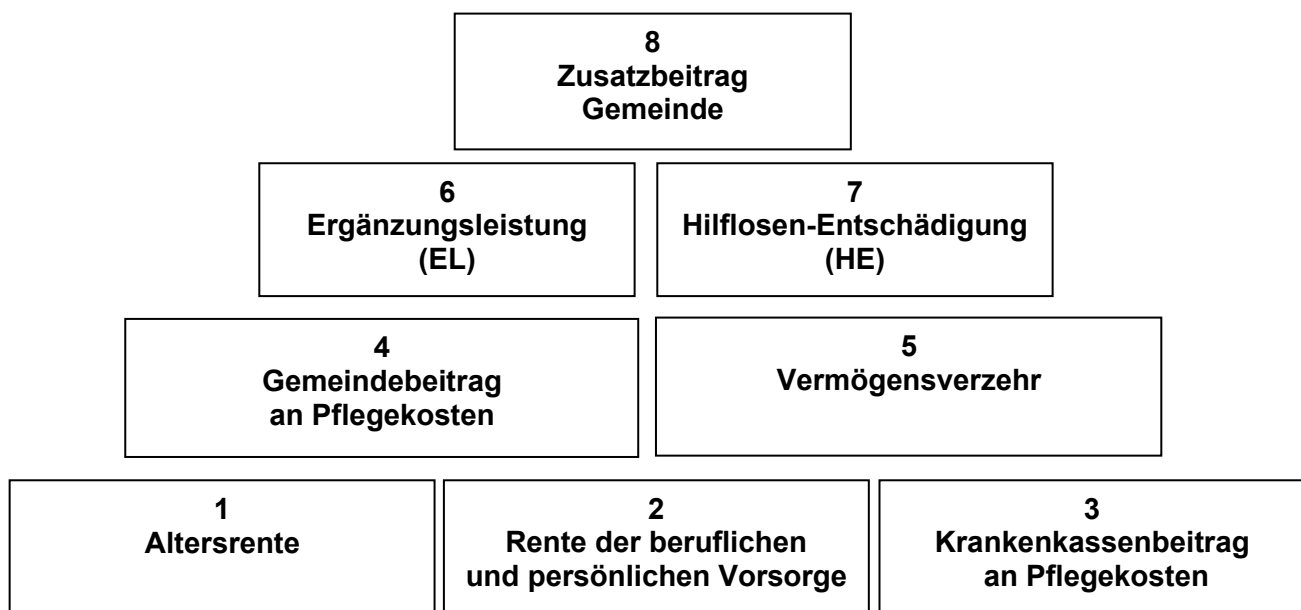 8
Zusatzbeitrag
Gemeinde
6
Ergänzungsleistung
(EL)
7
Hilflosen-Entschädigung
(HE)
4
Gemeindebeitrag
an Pflegekosten
5
Vermögensverzehr
1
Altersrente
2
Rente der beruflichen
und persönlichen Vorsorge
3
Krankenkassenbeitrag
an Pflegekosten